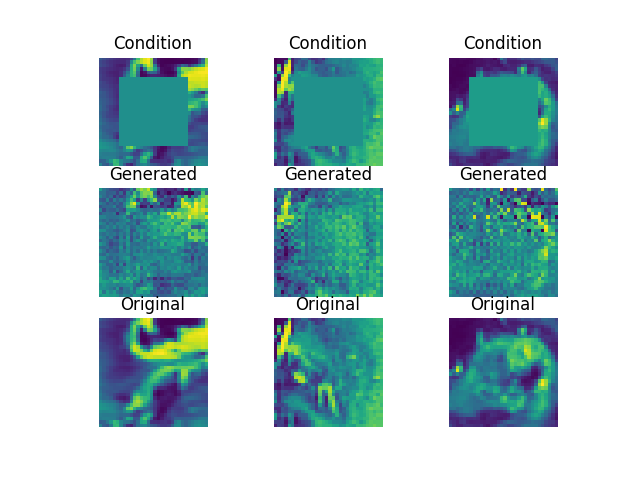 Condition Condition Condition
Generated Generated Generated
Original Original Original